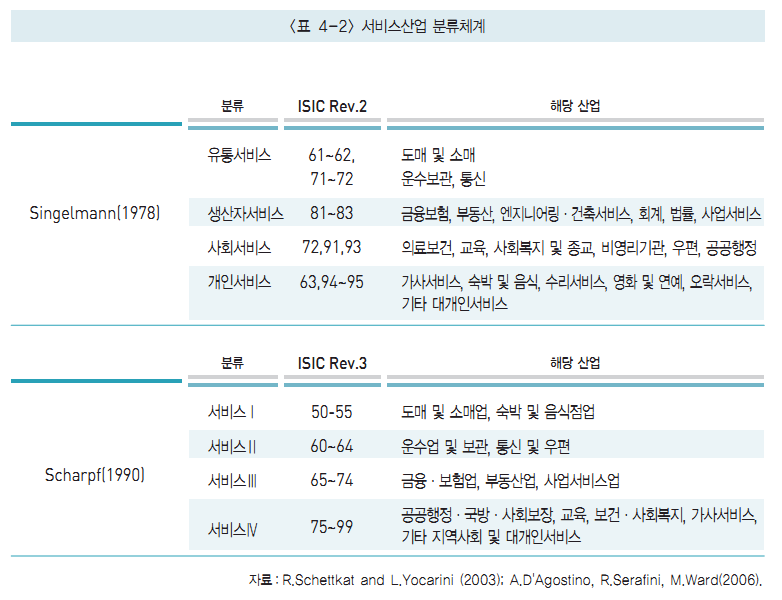 〈표 4-2〉 서비스산업 분류체계
분류 ISIC Rev.2 해당 산업
Singelmann(1978)
유통서비스 61~62, 도매 및 소매
71~72 운수보관, 통신
생산자서비스 81~83 금융보험, 부동산, 엔지니어링·건축서비스, 회계, 법률, 사업서비스
사회서비스 72,91,93 의료보건, 교육, 사회복지 및 종교, 비영리기관, 우편, 공공행정
개인서비스 63,94~95 가사서비스, 숙박 및 음식, 수리서비스, 영화 및 연예, 오락서비스,
기타 대개인서비스
분류 ISIC Rev.3 해당 산업
Scharpf(1990)
서비스Ⅰ 50-55 도매 및 소매업, 숙박 및 음식점업
서비스Ⅱ 60~64 운수업 및 보관, 통신 및 우편
서비스Ⅲ 65~74 금융·보험업, 부동산업, 사업서비스업
서비스Ⅳ 75~99 공공행정·국방·사회보장, 교육, 보건·사회복지, 가사서비스,
기타 지역사회 및 대개인서비스
자료 : R.Schettkat and L.Yocarini (2003); A.D'Agostino, R.Serafini, M.Ward(2006).